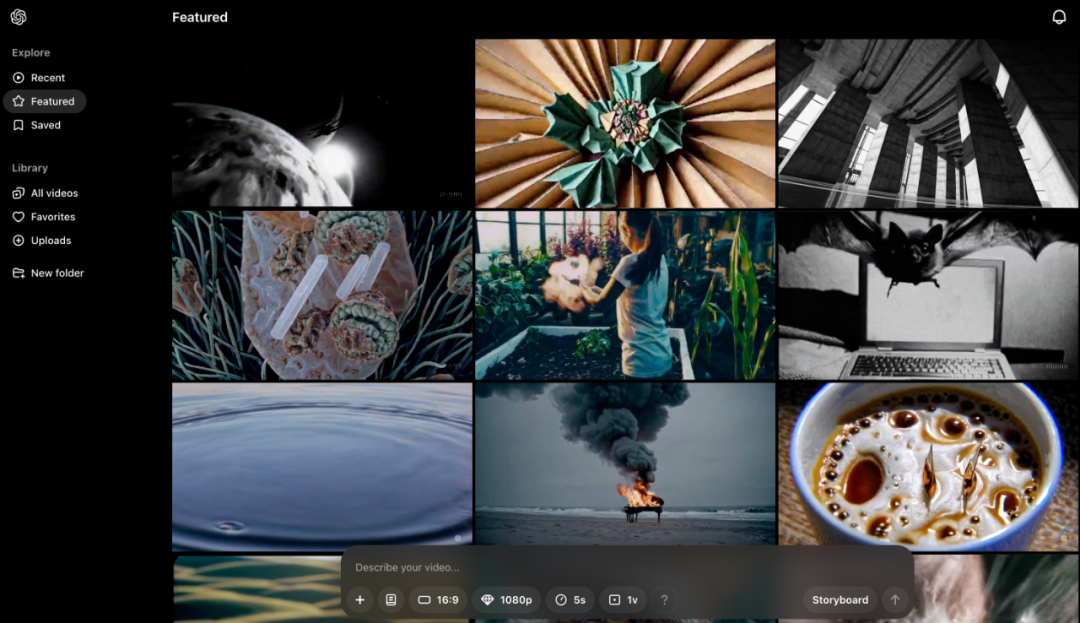 Featured
Explore
Recent
Featured
Saved
Library
All videos
Favorites
Uploads
New folder
Describe your video...
16:9 1080p 5s 1v ? Storyboard